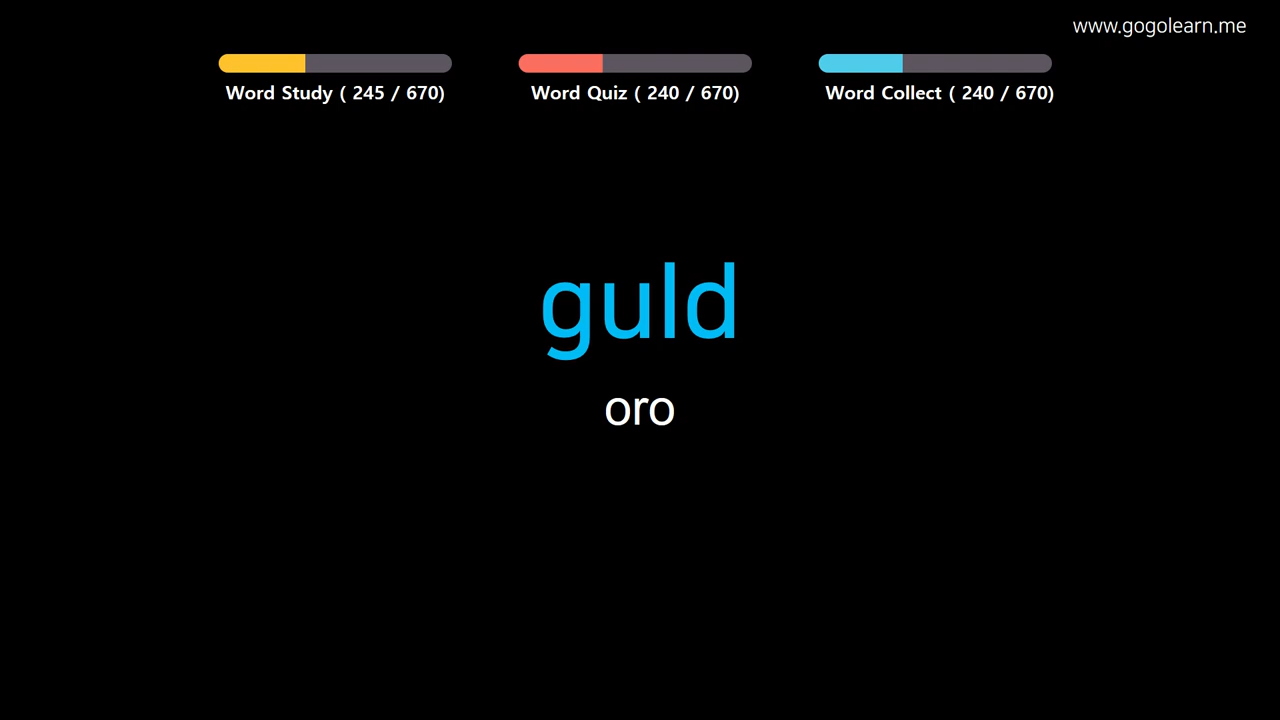 www.gogolearn.me
Word Study ( 245 / 670)
Word Quiz ( 240 / 670)
Word Collect ( 240 / 670)
guld
oro